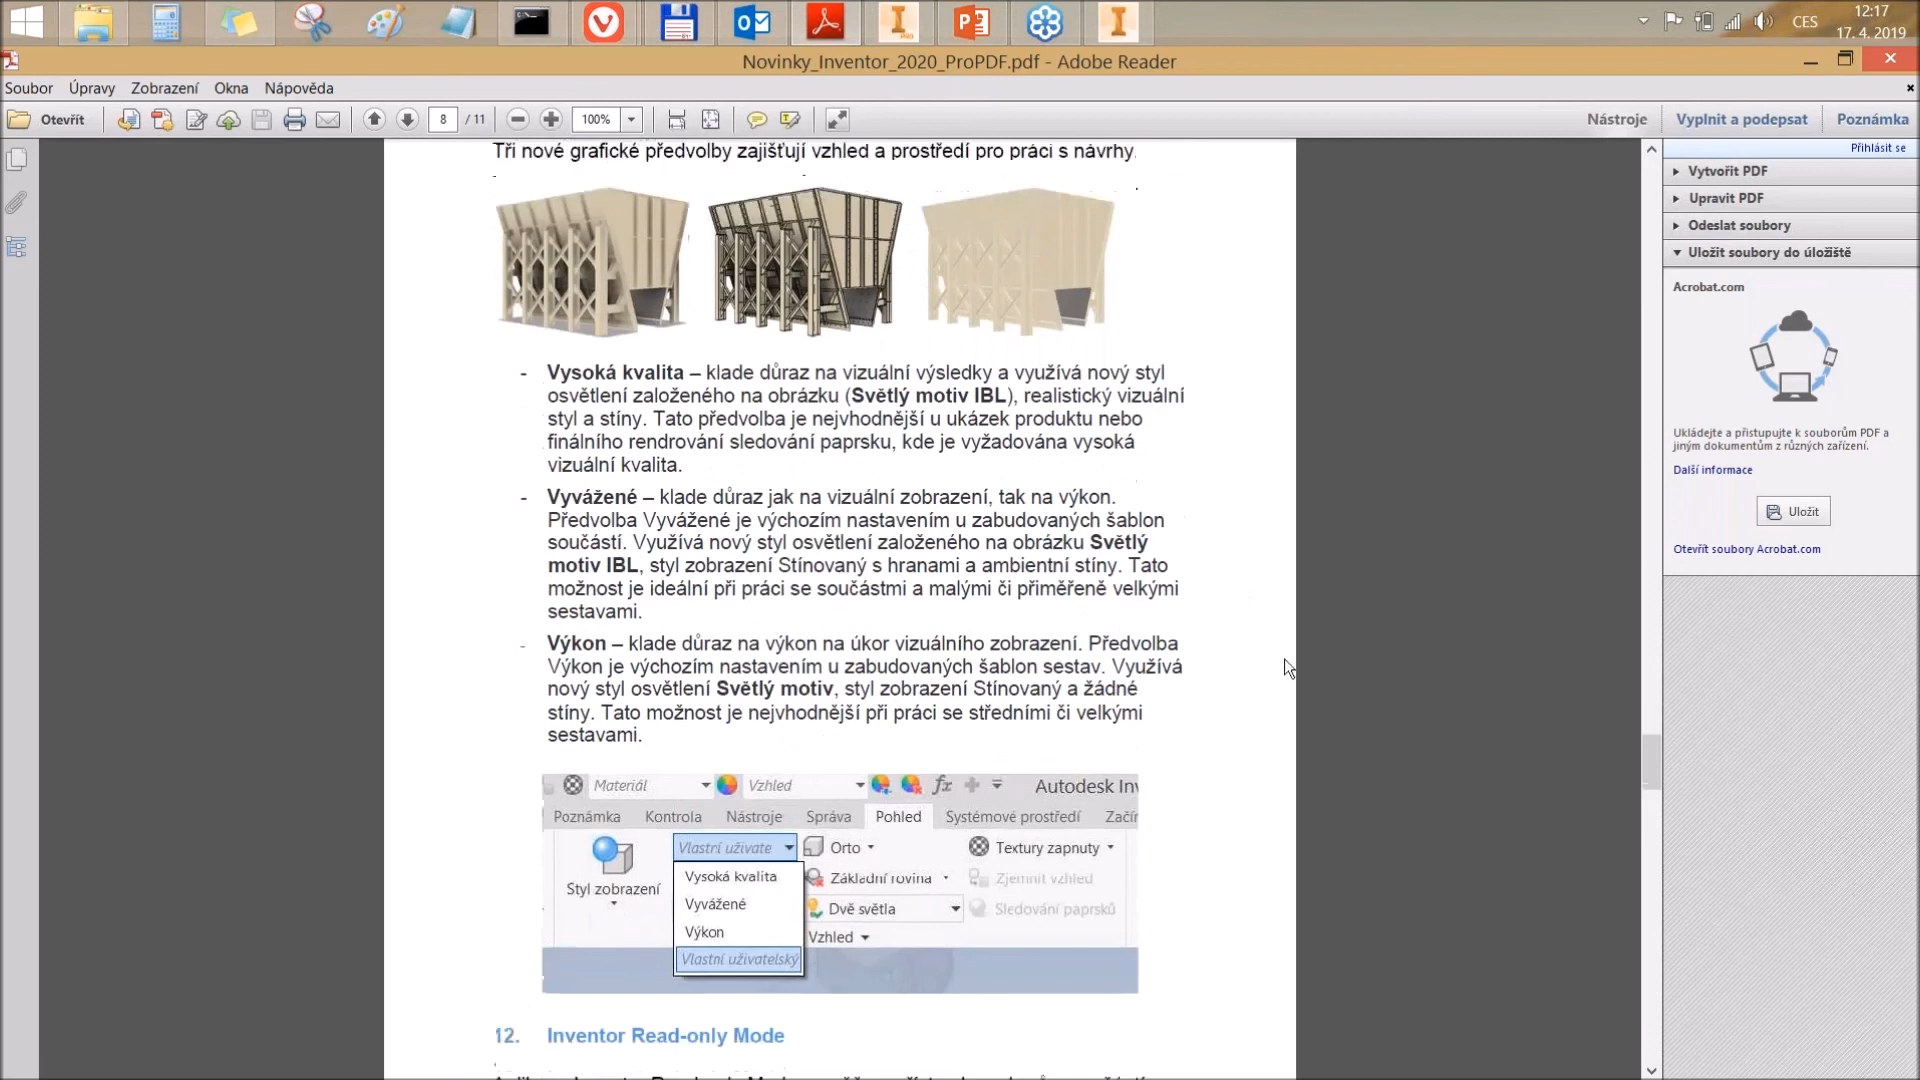 CES
12:17
17. 4. 2019
Novinky_Inventor_2020_ProPDF.pdf - Adobe Reader
Soubor Úpravy Zobrazení Okna Nápověda
Otevřít 8 / 11 100% Nástroje Vyplnit a podepsat Poznámka
Přihlásit se
Tři nové grafické předvolby zajišťují vzhled a prostředí pro práci s návrhy
- Vysoká kvalita – klade důraz na vizuální výsledky a využívá nový styl
osvětlení založeného na obrázku (Světlý motiv IBL), realistický vizuální
styl a stíny. Tato předvolba je nejvhodnější u ukázek produktu nebo
finálního rendrování sledování paprsku, kde je vyžadována vysoká
vizuální kvalita.
- Vyvážené – klade důraz jak na vizuální zobrazení, tak na výkon.
Předvolba Vyvážené je výchozím nastavením u zabudovaných šablon
součástí. Využívá nový styl osvětlení založeného na obrázku Světlý
motiv IBL, styl zobrazení Stínovaný s hranami a ambientní stíny. Tato
možnost je ideální při práci se součástmi a malými či přiměřeně velkými
sestavami.
- Výkon – klade důraz na výkon na úkor vizuálního zobrazení. Předvolba
Výkon je výchozím nastavením u zabudovaných šablon sestav. Využívá
nový styl osvětlení Světlý motiv, styl zobrazení Stínovaný a žádné
stíny. Tato možnost je nejvhodnější při práci se středními či velkými
sestavami.
Materiál Vzhled fx Autodesk Inv
Poznámka Kontrola Nástroje Správa Pohled Systémové prostředí Začín
Styl zobrazení
Vlastní uživate
Vysoká kvalita
Vyvážené
Výkon
Vlastní uživatelský
Orto
Základní rovina
Dvě světla
Vzhled
Textury zapnuty
Zjemnit vzhled
Sledování paprsků
12. Inventor Read-only Mode
Vytvořit PDF
Upravit PDF
Odeslat soubory
Uložit soubory do úložiště
Acrobat.com
Ukládejte a přistupujte k souborům PDF a
jiným dokumentům z různých zařízení.
Další informace
Uložit
Otevřít soubory Acrobat.com